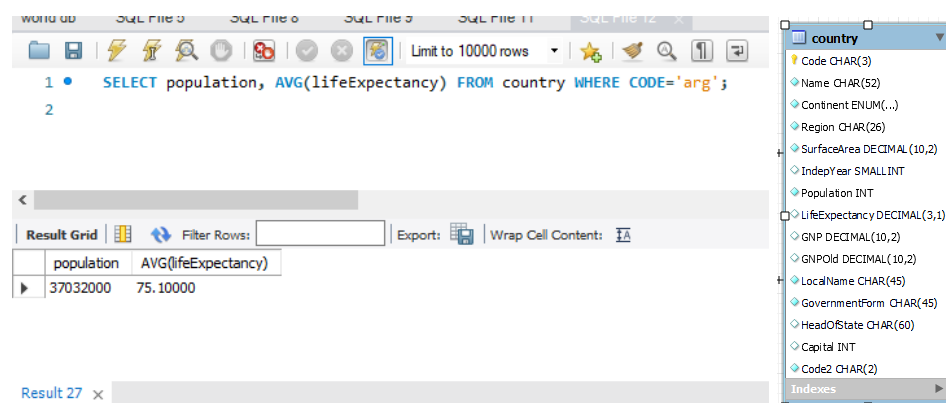 world db SQL File 5 SQL File 8 SQL File 9 SQL File 11 SQL File 12
Limit to 10000 rows
1 SELECT population, AVG(lifeExpectancy) FROM country WHERE CODE='arg';
2
Result Grid Filter Rows: Export: Wrap Cell Content: IA
population AVG(lifeExpectancy)
37032000 75.10000
Result 27
country
Code CHAR(3)
Name CHAR(52)
Continent ENUM(...)
Region CHAR(26)
SurfaceArea DECIMAL(10,2)
IndepYear SMALLINT
Population INT
LifeExpectancy DECIMAL(3,1)
GNP DECIMAL(10,2)
GNPOld DECIMAL(10,2)
LocalName CHAR(45)
GovernmentForm CHAR(45)
HeadOfState CHAR(60)
Capital INT
Code2 CHAR(2)
Indexes